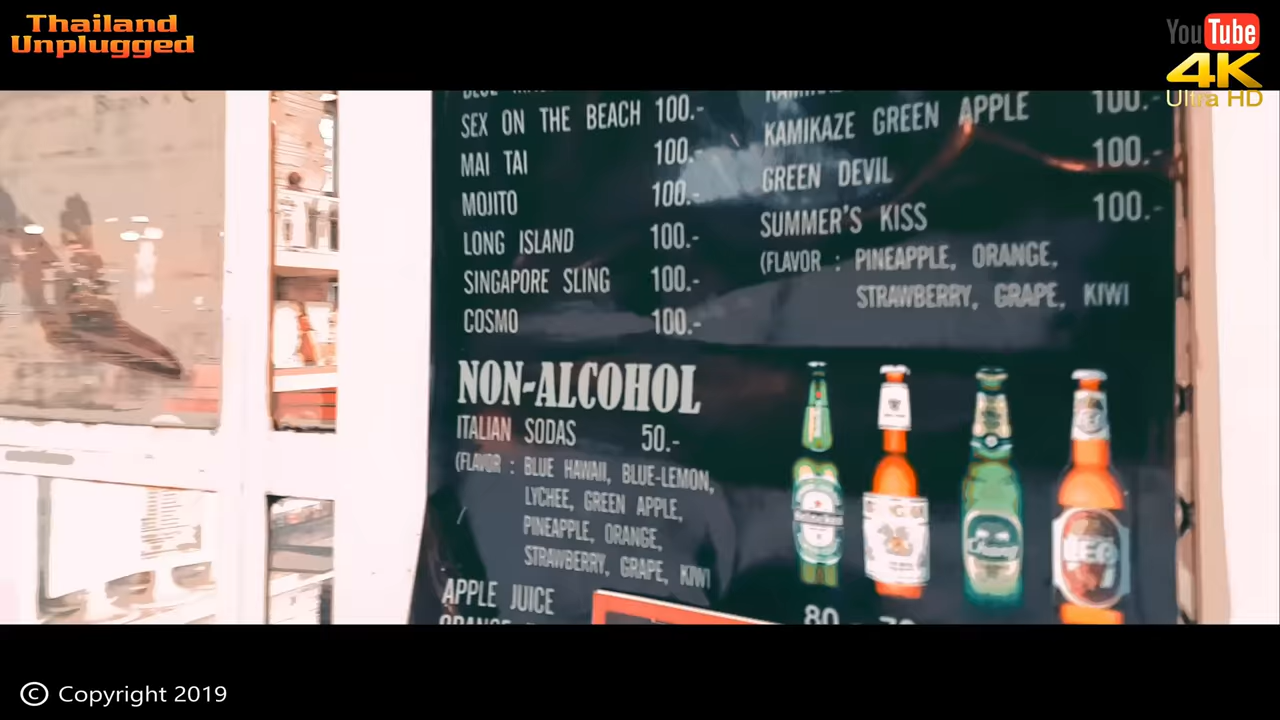 Thailand
Unplugged
YouTube
4K
Ultra HD
SEX ON THE BEACH 100.-
MAI TAI 100.-
MOJITO 100.-
LONG ISLAND 100.-
SINGAPORE SLING 100.-
COSMO 100.-
100.-
KAMIKAZE GREEN APPLE 100.-
GREEN DEVIL 100.-
SUMMER'S KISS
(FLAVOR : PINEAPPLE, ORANGE,
STRAWBERRY, GRAPE, KIWI
NON-ALCOHOL
ITALIAN SODAS 50.-
(FLAVOR : BLUE HAWAII, BLUE-LEMON,
LYCHEE, GREEN APPLE,
PINEAPPLE, ORANGE,
STRAWBERRY, GRAPE, KIWI
APPLE JUICE
Heineken
Chang
LEO
80
© Copyright 2019